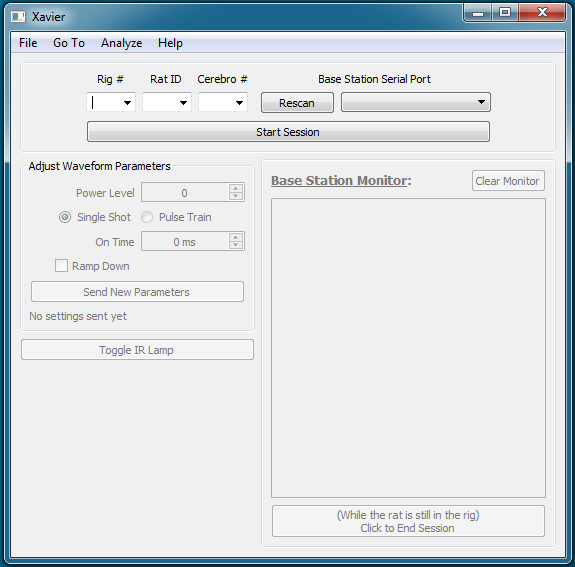 Xavier
File Go To Analyze Help
Rig # Rat ID Cerebro # Base Station Serial Port
Rescan
Start Session
Adjust Waveform Parameters
Power Level 0
Single Shot Pulse Train
On Time 0 ms
Ramp Down
Send New Parameters
No settings sent yet
Toggle IR Lamp
Base Station Monitor: Clear Monitor
(While the rat is still in the rig)
Click to End Session